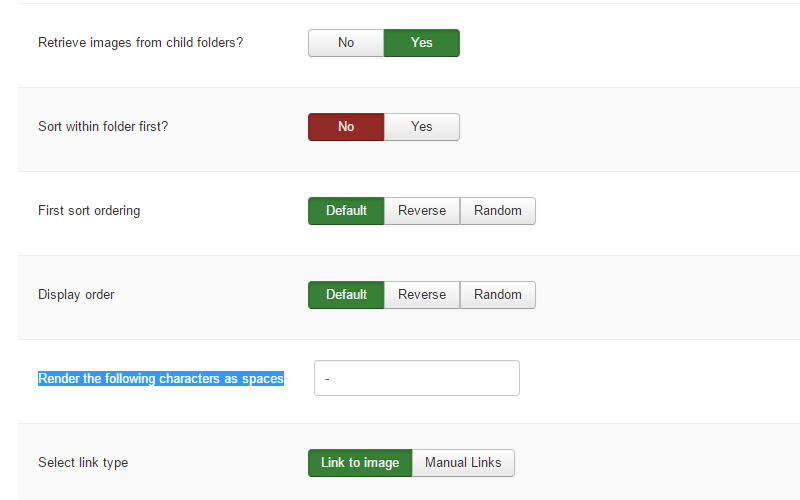 Retrieve images from child folders? No Yes
Sort within folder first? No Yes
First sort ordering Default Reverse Random
Display order Default Reverse Random
Render the following characters as spaces -
Select link type Link to image Manual Links